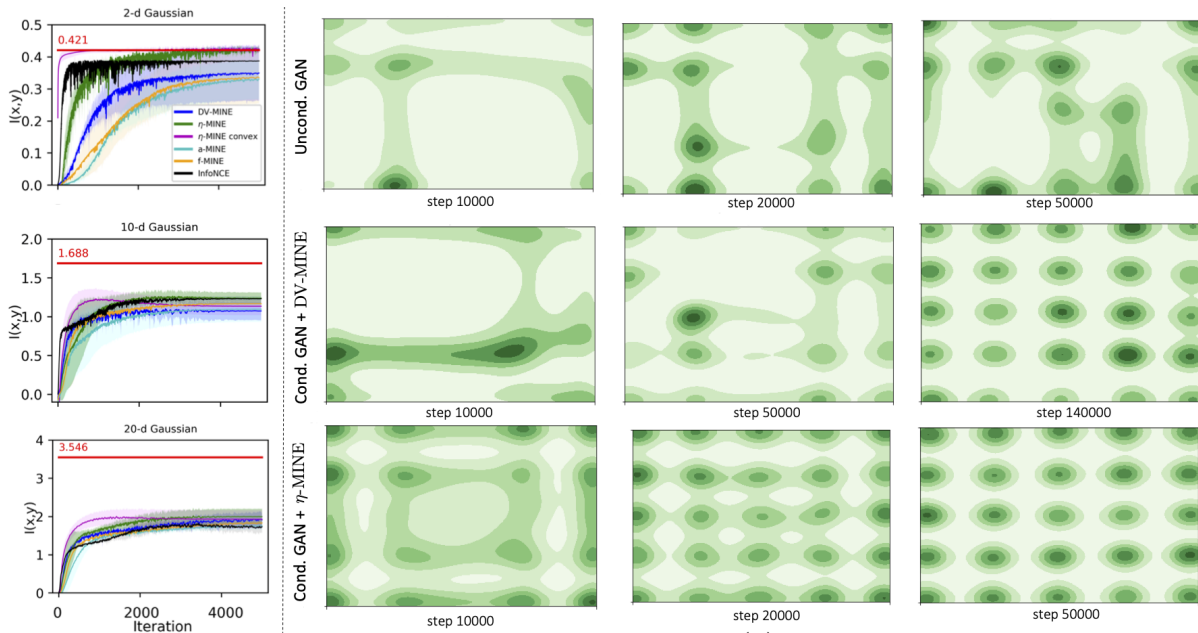 2-d Gaussian
0.5
0.4
0.3
0.2
0.1
0.0
I(x,y)
0.421
DV-MINE
η-MINE
η-MINE convex
a-MINE
f-MINE
InfoNCE
0
2000
4000
10-d Gaussian
2.0
1.5
1.0
0.5
0.0
I(x,y)
1.688
20-d Gaussian
4
3
2
1
0
I(x,y)
3.546
0
2000
4000
Iteration
Uncond. GAN
step 10000
step 20000
step 50000
Cond. GAN + DV-MINE
step 10000
step 50000
step 140000
Cond. GAN + η-MINE
step 10000
step 20000
step 50000